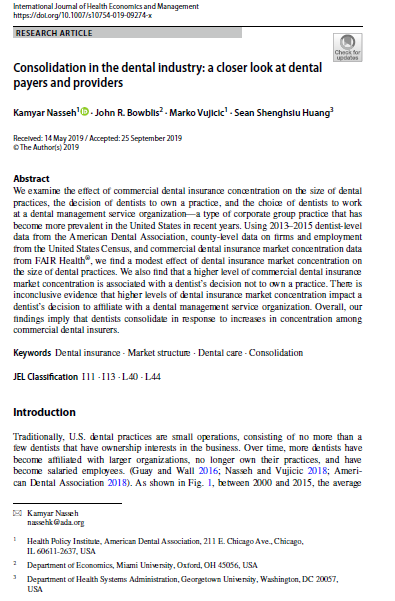 International Journal of Health Economics and Management
https://doi.org/10.1007/s10754-019-09274-x
RESEARCH ARTICLE
Check for
updates
Consolidation in the dental industry: a closer look at dental
payers and providers
Kamyar Nasseh1 · John R. Bowblis2 · Marko Vujicic1 · Sean Shenghsiu Huang3
Received: 14 May 2019 / Accepted: 25 September 2019
© The Author(s) 2019
Abstract
We examine the effect of commercial dental insurance concentration on the size of dental
practices, the decision of dentists to own a practice, and the choice of dentists to work
at a dental management service organization—a type of corporate group practice that has
become more prevalent in the United States in recent years. Using 2013–2015 dentist-level
data from the American Dental Association, county-level data on firms and employment
from the United States Census, and commercial dental insurance market concentration data
from FAIR Health®, we find a modest effect of dental insurance market concentration on
the size of dental practices. We also find that a higher level of commercial dental insurance
market concentration is associated with a dentist's decision not to own a practice. There is
inconclusive evidence that higher levels of dental insurance market concentration impact a
dentist's decision to affiliate with a dental management service organization. Overall, our
findings imply that dentists consolidate in response to increases in concentration among
commercial dental insurers.
Keywords Dental insurance · Market structure · Dental care · Consolidation
JEL Classification I11 · I13 · L40 · L44
Introduction
Traditionally, U.S. dental practices are small operations, consisting of no more than a
few dentists that have ownership interests in the business. Over time, more dentists have
become affiliated with larger organizations, no longer own their practices, and have
become salaried employees. (Guay and Wall 2016; Nasseh and Vujicic 2018; Ameri-
can Dental Association 2018). As shown in Fig. 1, between 2000 and 2015, the average
Kamyar Nasseh
nassehk@ada.org
1 Health Policy Institute, American Dental Association, 211 E. Chicago Ave., Chicago,
IL 60611-2637, USA
2 Department of Economics, Miami University, Oxford, OH 45056, USA
3 Department of Health Systems Administration, Georgetown University, Washington, DC 20057,
USA